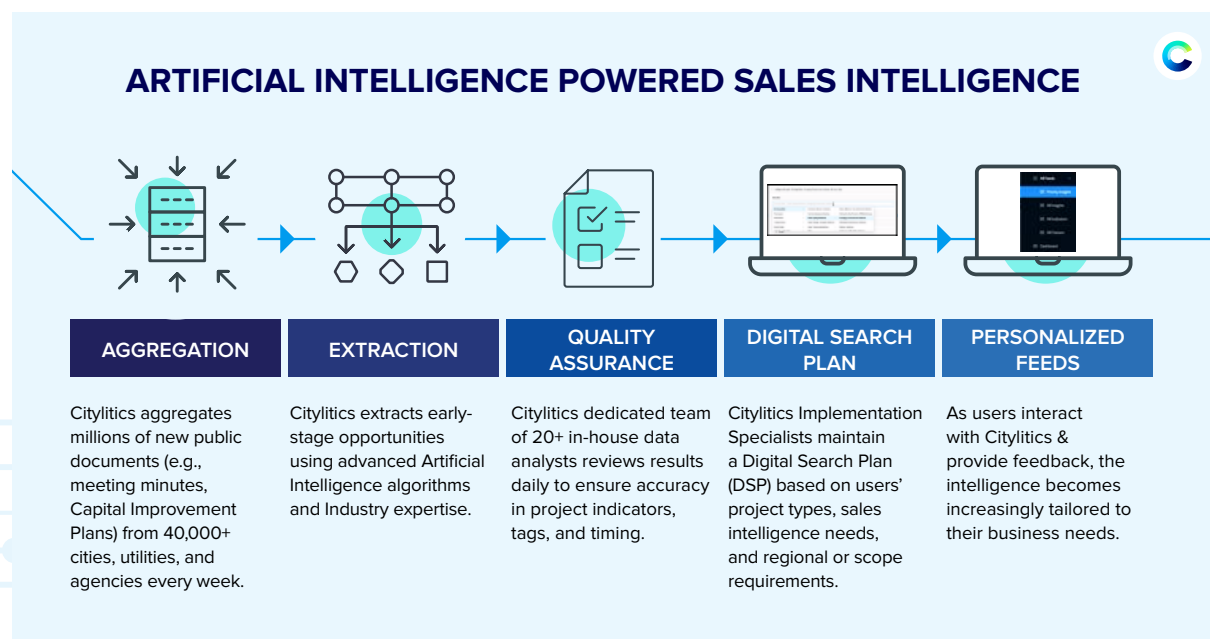 ARTIFICIAL INTELLIGENCE POWERED SALES INTELLIGENCE
AGGREGATION
Citylitics aggregates
millions of new public
documents (e.g.,
meeting minutes,
Capital Improvement
Plans) from 40,000+
cities, utilities, and
agencies every week.
EXTRACTION
Citylitics extracts early-
stage opportunities
using advanced Artificial
Intelligence algorithms
and Industry expertise.
QUALITY
ASSURANCE
Citylitics dedicated team
of 20+ in-house data
analysts reviews results
daily to ensure accuracy
in project indicators,
tags, and timing.
DIGITAL SEARCH
PLAN
Citylitics Implementation
Specialists maintain
a Digital Search Plan
(DSP) based on users’
project types, sales
intelligence needs,
and regional or scope
requirements.
PERSONALIZED
FEEDS
As users interact
with Citylitics &
provide feedback, the
intelligence becomes
increasingly tailored to
their business needs.